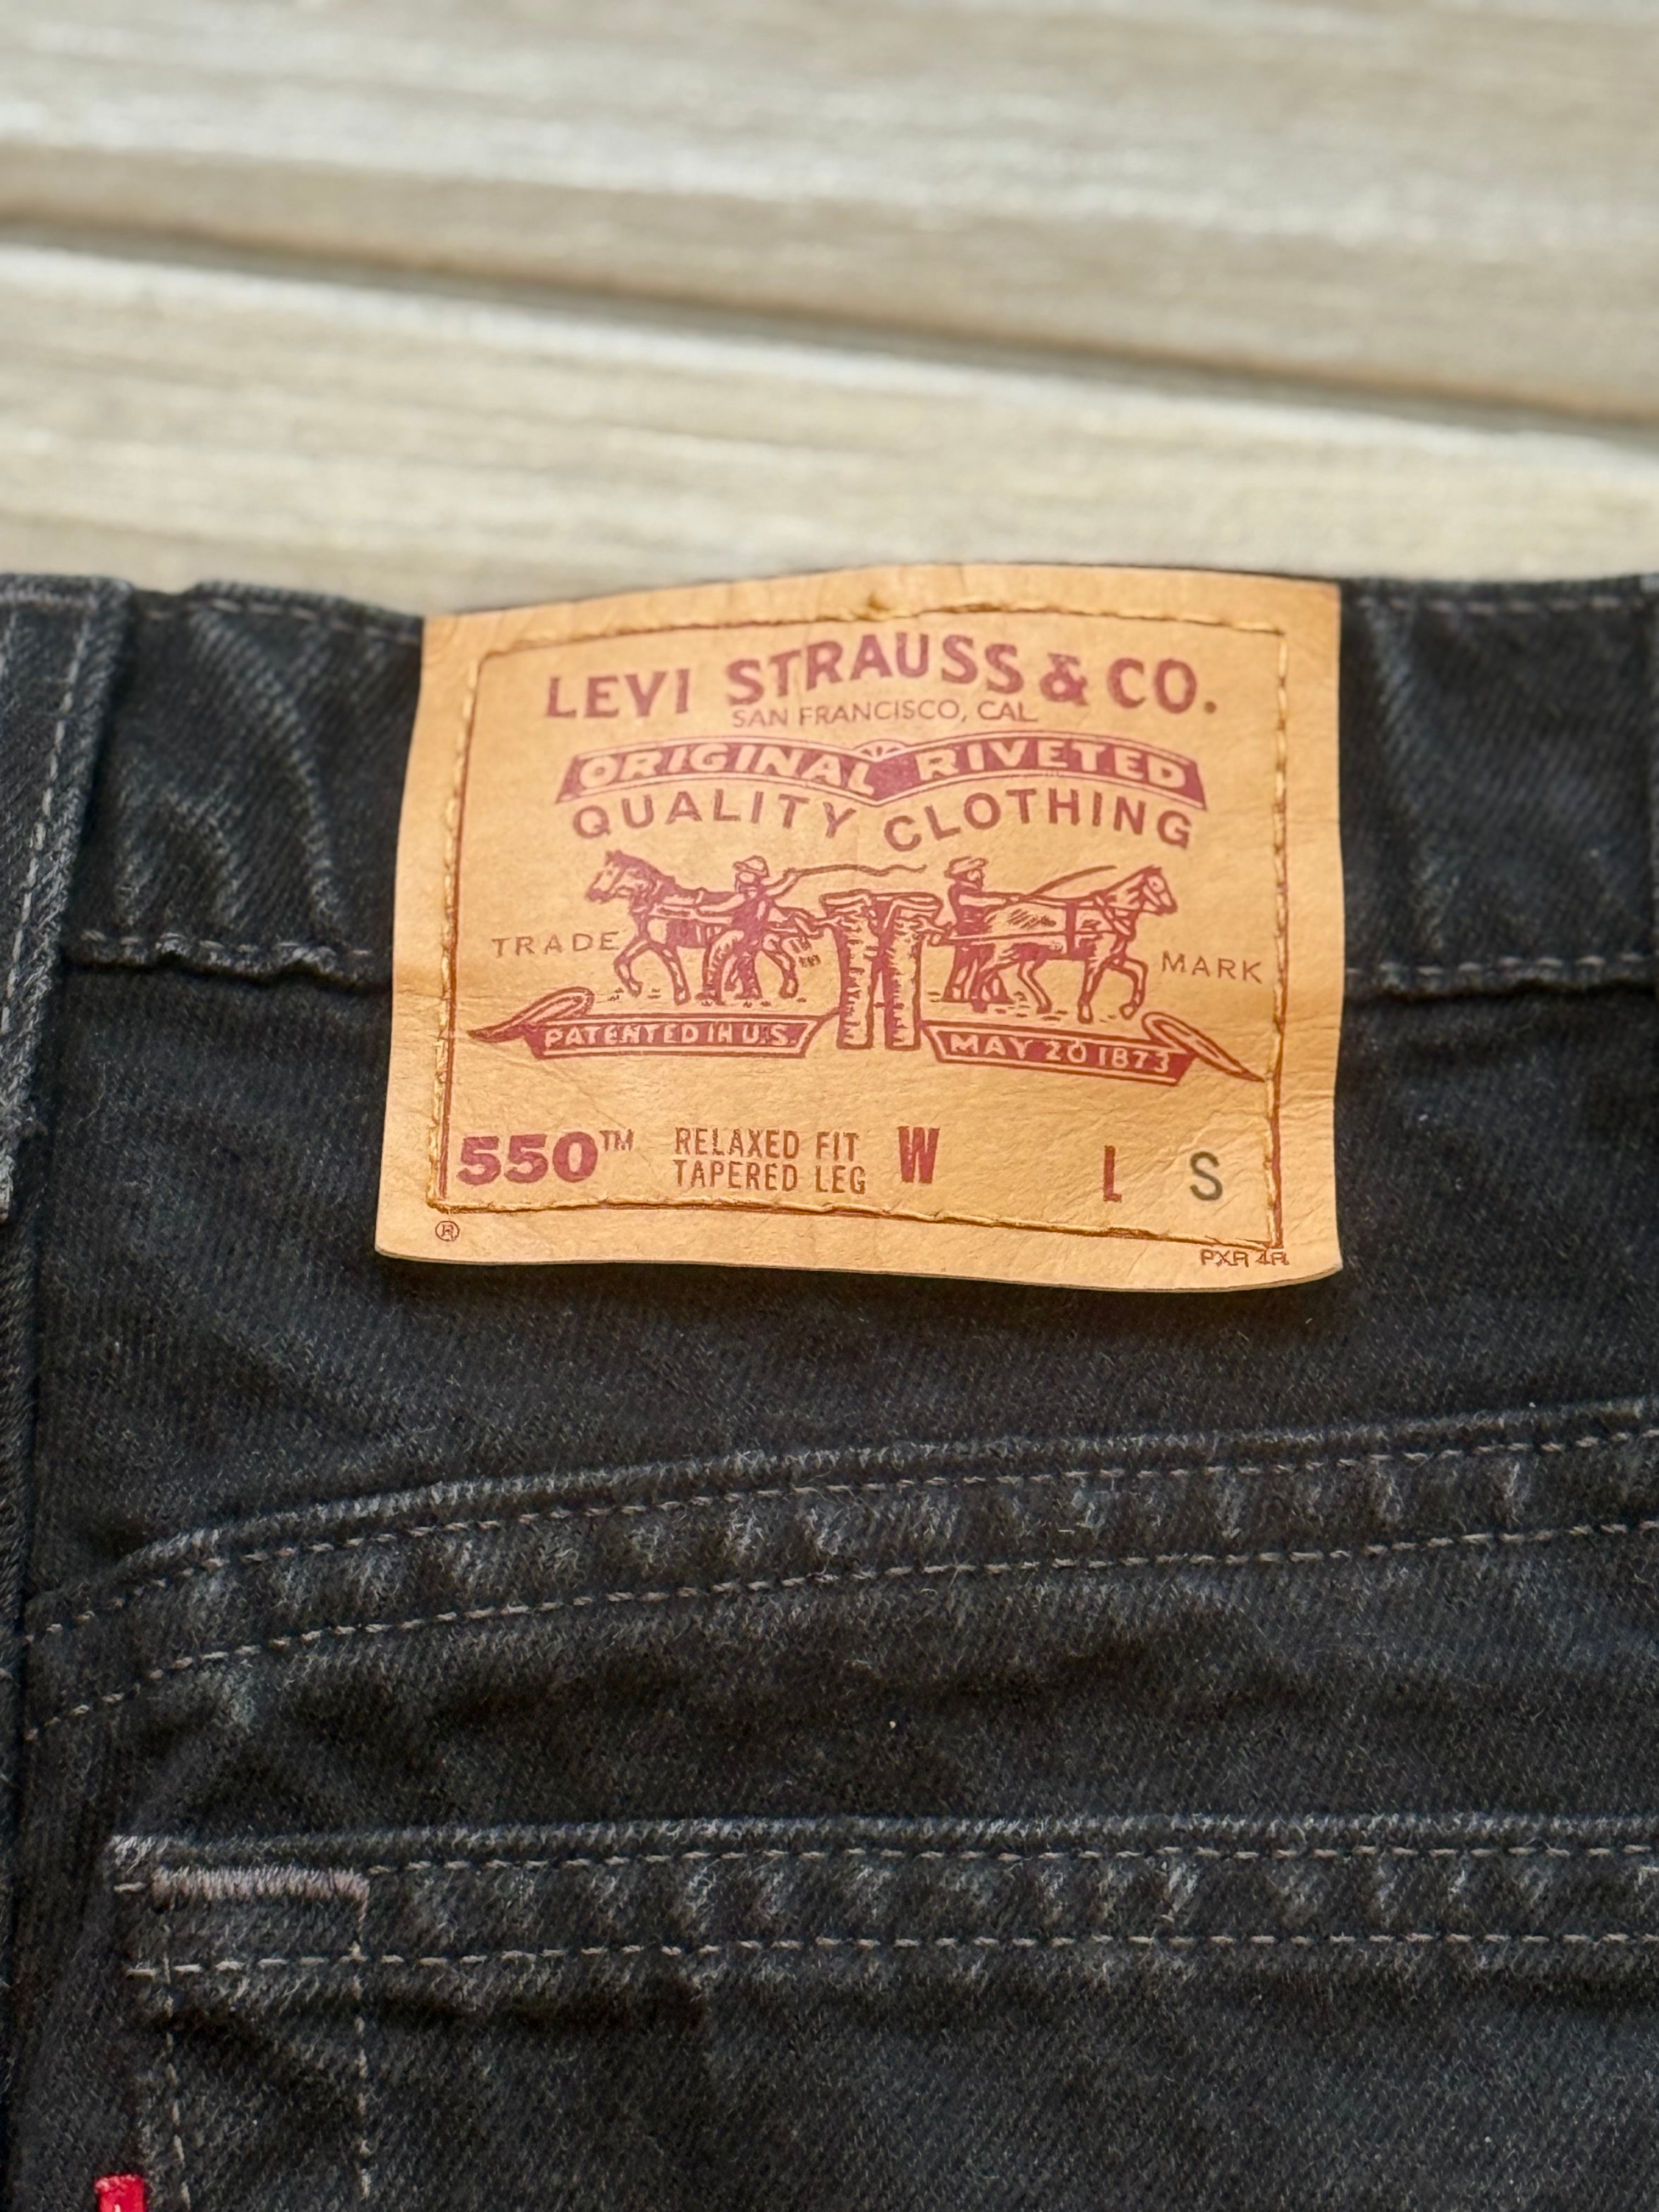 LEVI STRAUSS & CO.
SAN FRANCISCO, CAL
ORIGINAL RIVETED
QUALITY CLOTHING
TRADE MARK
PATENTED IN U.S. MAY 20 1873
550™ RELAXED FIT W L S
TAPERED LEG
® PXR 4R